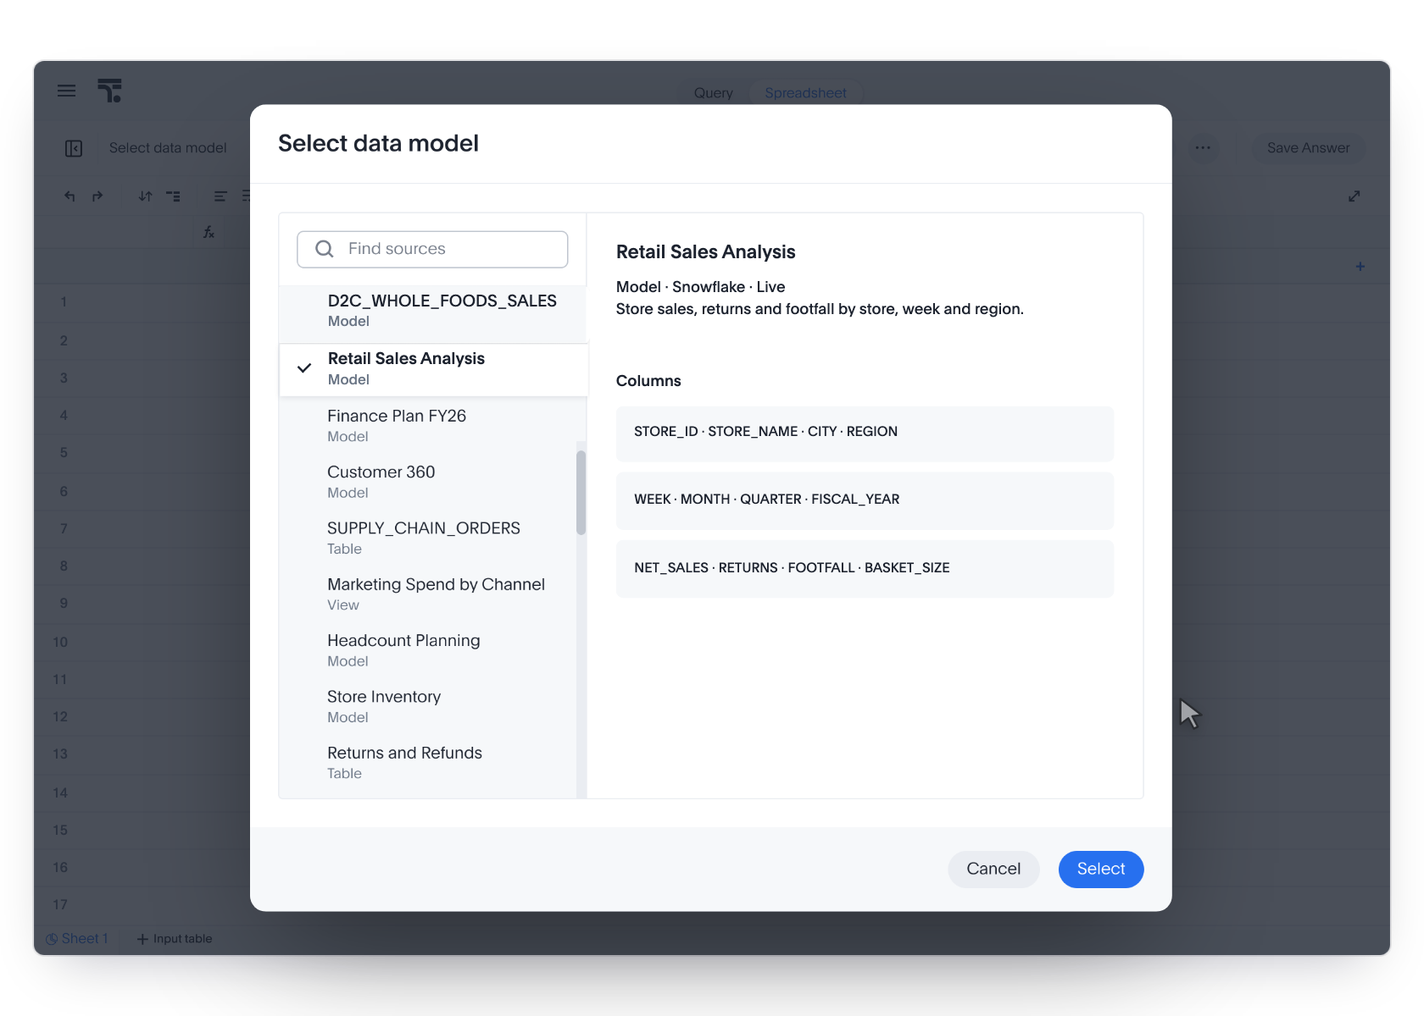 Query
Spreadsheet
Select data model
Save Answer
fx
Select data model
Find sources
D2C_WHOLE_FOODS_SALES
Model
Retail Sales Analysis
Model
Finance Plan FY26
Model
Customer 360
Model
SUPPLY_CHAIN_ORDERS
Table
Marketing Spend by Channel
View
Headcount Planning
Model
Store Inventory
Model
Returns and Refunds
Table
Retail Sales Analysis
Model · Snowflake · Live
Store sales, returns and footfall by store, week and region.
Columns
STORE_ID · STORE_NAME · CITY · REGION
WEEK · MONTH · QUARTER · FISCAL_YEAR
NET_SALES · RETURNS · FOOTFALL · BASKET_SIZE
Cancel
Select
1
2
3
4
5
6
7
8
9
10
11
12
13
14
15
16
17
Sheet 1
Input table